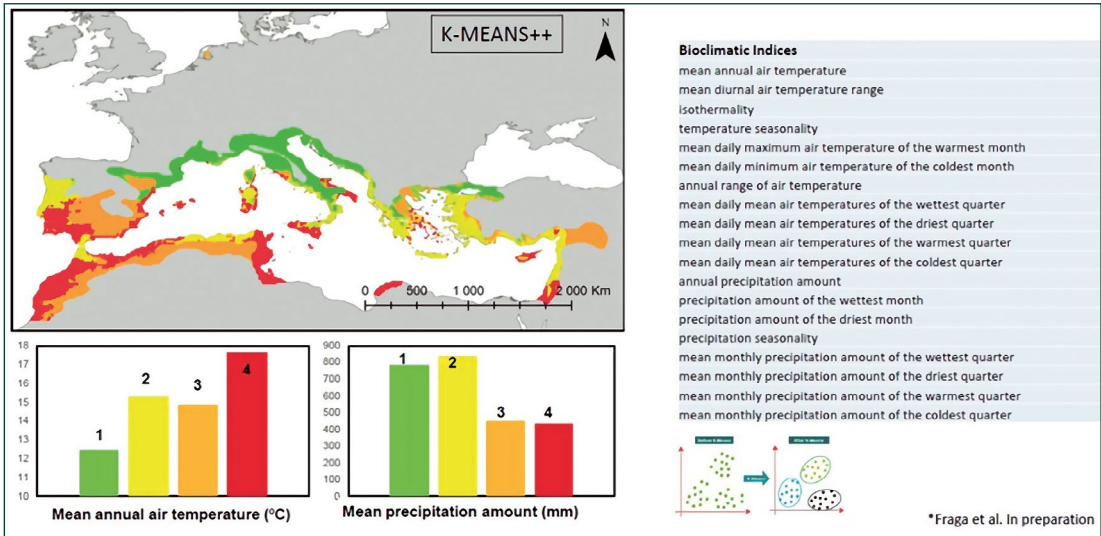 K-MEANS++
N
0 500 1 000 2 000 Km
18
17
16
15
14
13
12
11
10
1
2
3
4
Mean annual air temperature (ºC)
900
800
700
600
500
400
300
200
100
0
1
2
3
4
Mean precipitation amount (mm)
Bioclimatic Indices
mean annual air temperature
mean diurnal air temperature range
isothermality
temperature seasonality
mean daily maximum air temperature of the warmest month
mean daily minimum air temperature of the coldest month
annual range of air temperature
mean daily mean air temperatures of the wettest quarter
mean daily mean air temperatures of the driest quarter
mean daily mean air temperatures of the warmest quarter
mean daily mean air temperatures of the coldest quarter
annual precipitation amount
precipitation amount of the wettest month
precipitation amount of the driest month
precipitation seasonality
mean monthly precipitation amount of the wettest quarter
mean monthly precipitation amount of the driest quarter
mean monthly precipitation amount of the warmest quarter
mean monthly precipitation amount of the coldest quarter
*Fraga et al. In preparation